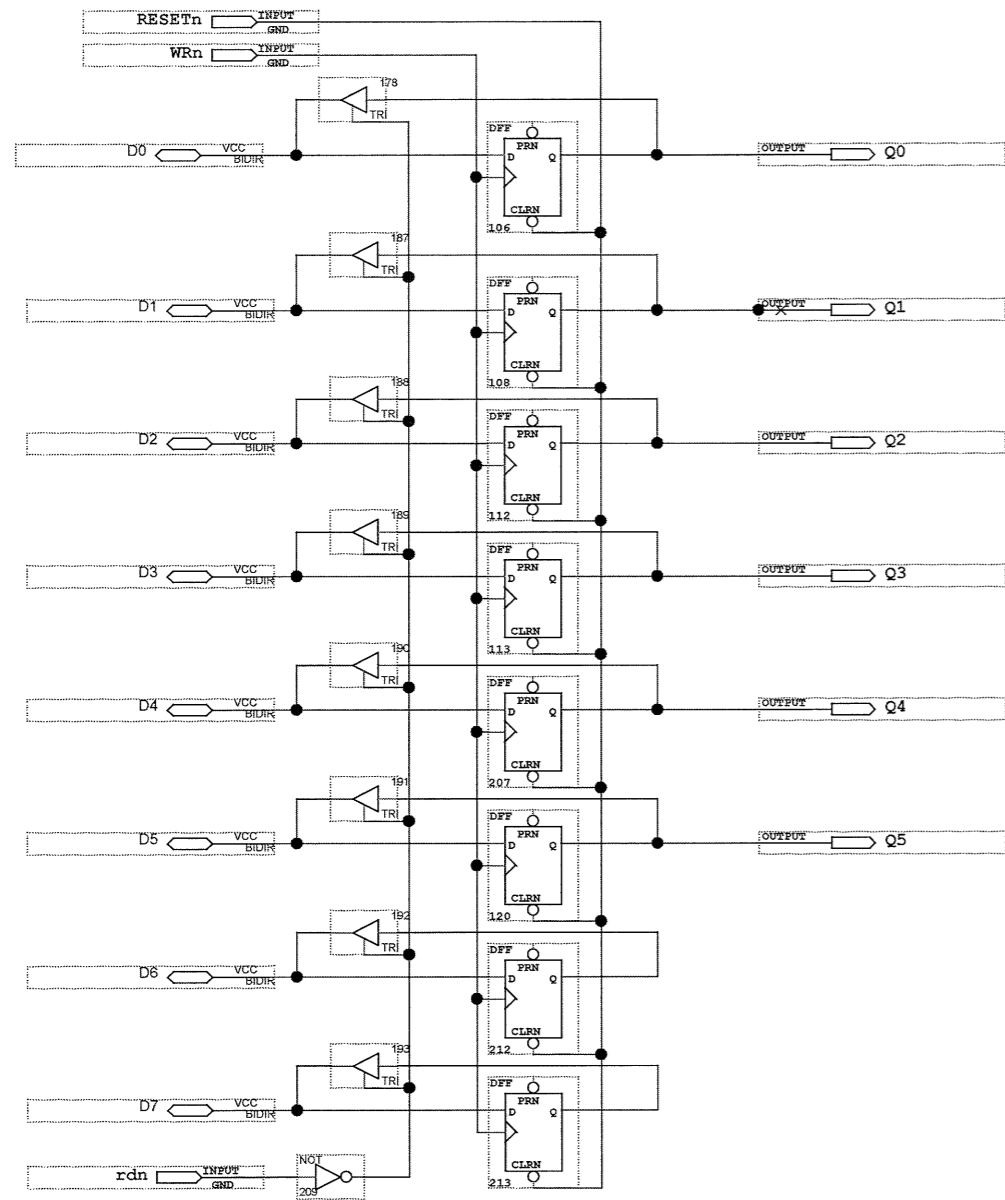 RESETn INPUT
GND
WRn INPUT
GND
178
TRI
DFF
D0 VCC
BIDIR
PRN
D Q
CLRN
106
OUTPUT Q0
187
TRI
DFF
D1 VCC
BIDIR
PRN
D Q
CLRN
108
OUTPUT Q1
188
TRI
DFF
D2 VCC
BIDIR
PRN
D Q
CLRN
112
OUTPUT Q2
189
TRI
DFF
D3 VCC
BIDIR
PRN
D Q
CLRN
113
OUTPUT Q3
190
TRI
DFF
D4 VCC
BIDIR
PRN
D Q
CLRN
207
OUTPUT Q4
191
TRI
DFF
D5 VCC
BIDIR
PRN
D Q
CLRN
120
OUTPUT Q5
192
TRI
DFF
D6 VCC
BIDIR
PRN
D Q
CLRN
212
193
TRI
DFF
D7 VCC
BIDIR
PRN
D Q
CLRN
213
rdn INPUT
GND
NOT
209